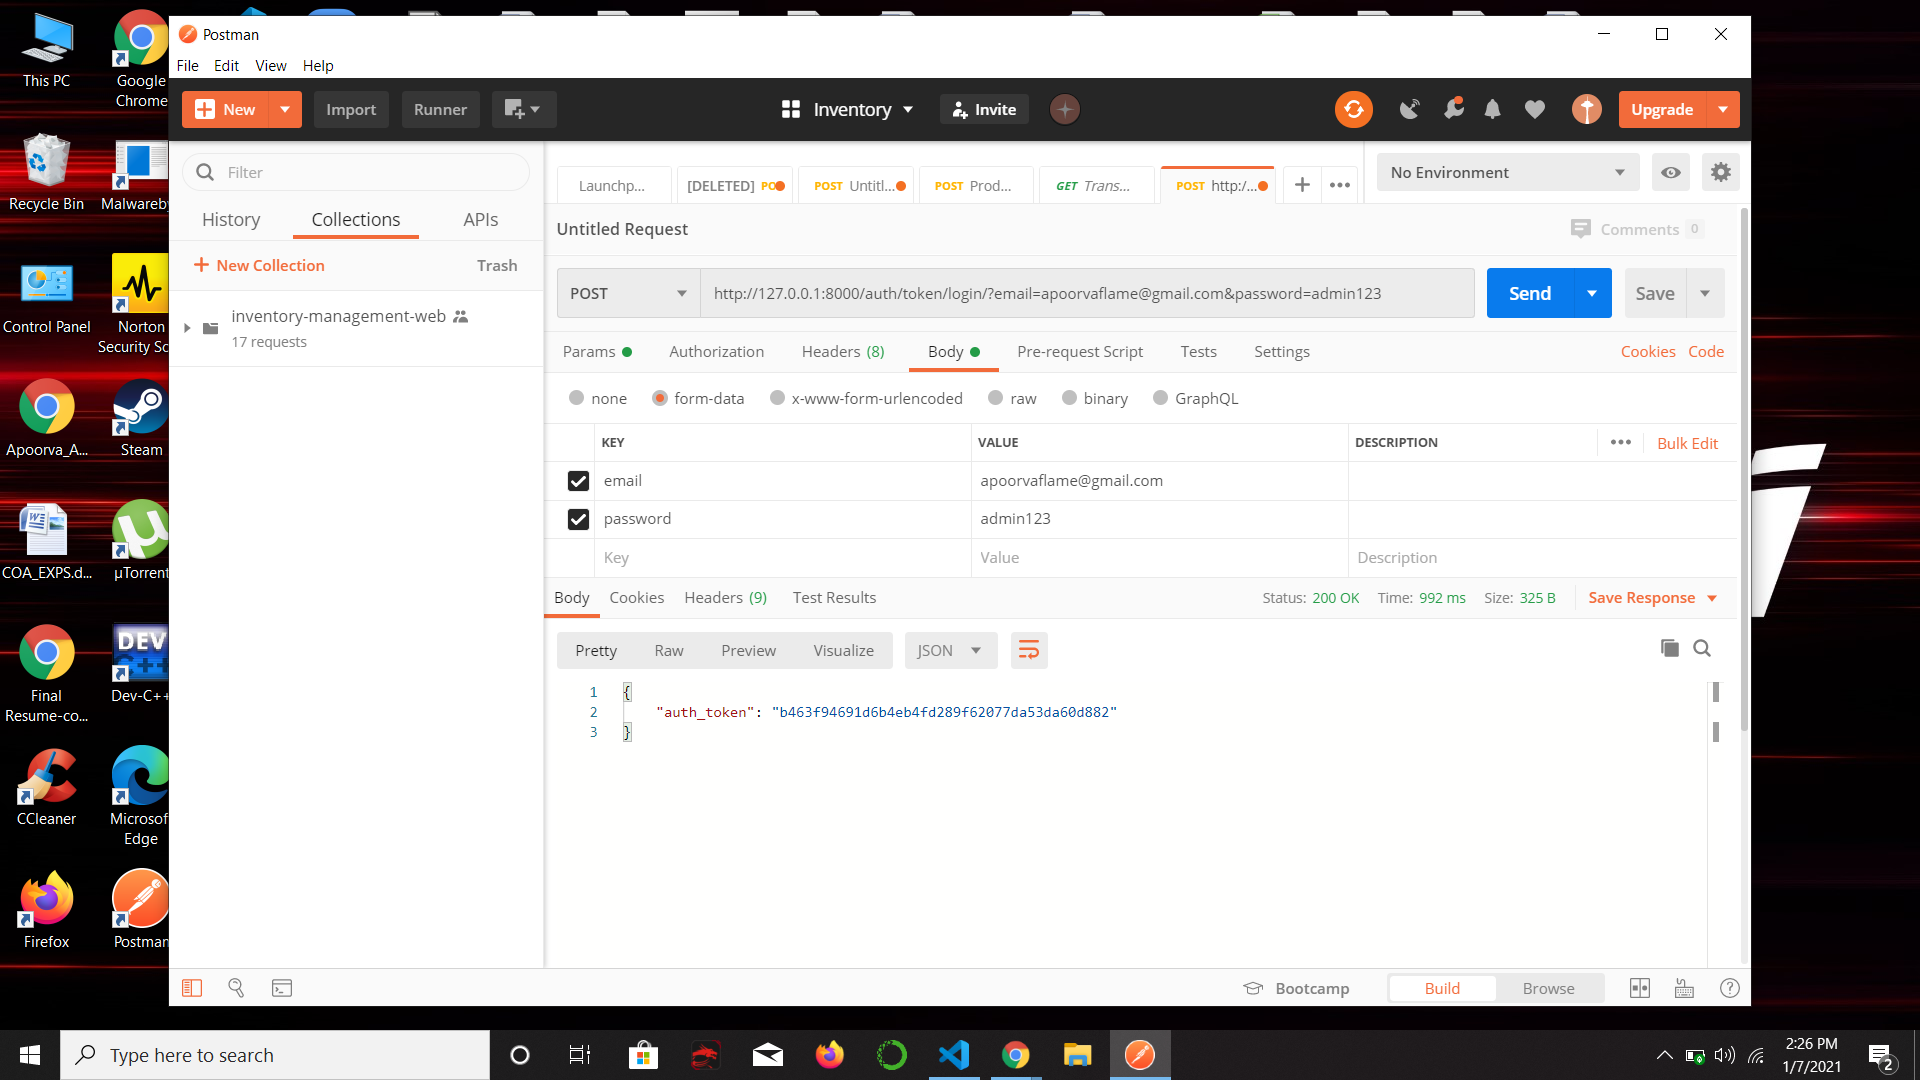 This PC
Google Chrome
Recycle Bin
Malwareby
Control Panel
Norton Security Sc
Apoorva_A...
Steam
COA_EXPS.d...
µTorrent
Final Resume-co...
DEV C++
Dev-C++
CCleaner
Microsof Edge
Firefox
Postman
Postman
File Edit View Help
New Import Runner Inventory Invite Upgrade
Filter
History Collections APIs
New Collection Trash
inventory-management-web
17 requests
Launchp... [DELETED] PO POST Untitl... POST Prod... GET Trans... POST http:/... + •••
No Environment
Untitled Request
Comments 0
POST http://127.0.0.1:8000/auth/token/login/?email=apoorvaflame@gmail.com&password=admin123 Send Save
Params Authorization Headers (8) Body Pre-request Script Tests Settings Cookies Code
none form-data x-www-form-urlencoded raw binary GraphQL
KEY VALUE DESCRIPTION ••• Bulk Edit
email apoorvaflame@gmail.com
password admin123
Key Value Description
Body Cookies Headers (9) Test Results Status: 200 OK Time: 992 ms Size: 325 B Save Response
Pretty Raw Preview Visualize JSON
1 {
2 "auth_token": "b463f94691d6b4eb4fd289f62077da53da60d882"
3 }
Bootcamp Build Browse
Type here to search
2:26 PM
1/7/2021
2